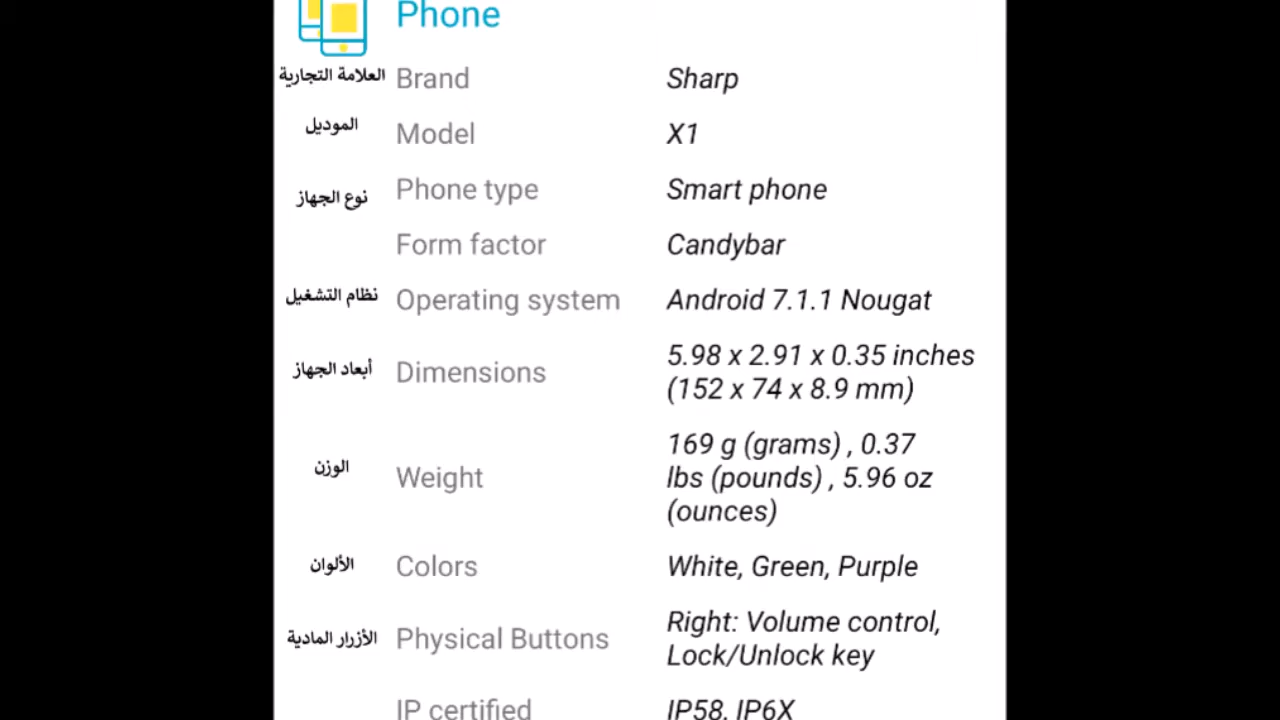 Phone
العلامة التجارية Brand Sharp
الموديل Model X1
نوع الجهاز Phone type Smart phone
Form factor Candybar
نظام التشغيل Operating system Android 7.1.1 Nougat
أبعاد الجهاز Dimensions 5.98 x 2.91 x 0.35 inches
(152 x 74 x 8.9 mm)
الوزن Weight 169 g (grams) , 0.37
lbs (pounds) , 5.96 oz
(ounces)
الألوان Colors White, Green, Purple
الأزرار المادية Physical Buttons Right: Volume control,
Lock/Unlock key
IP certified IP58, IP6X